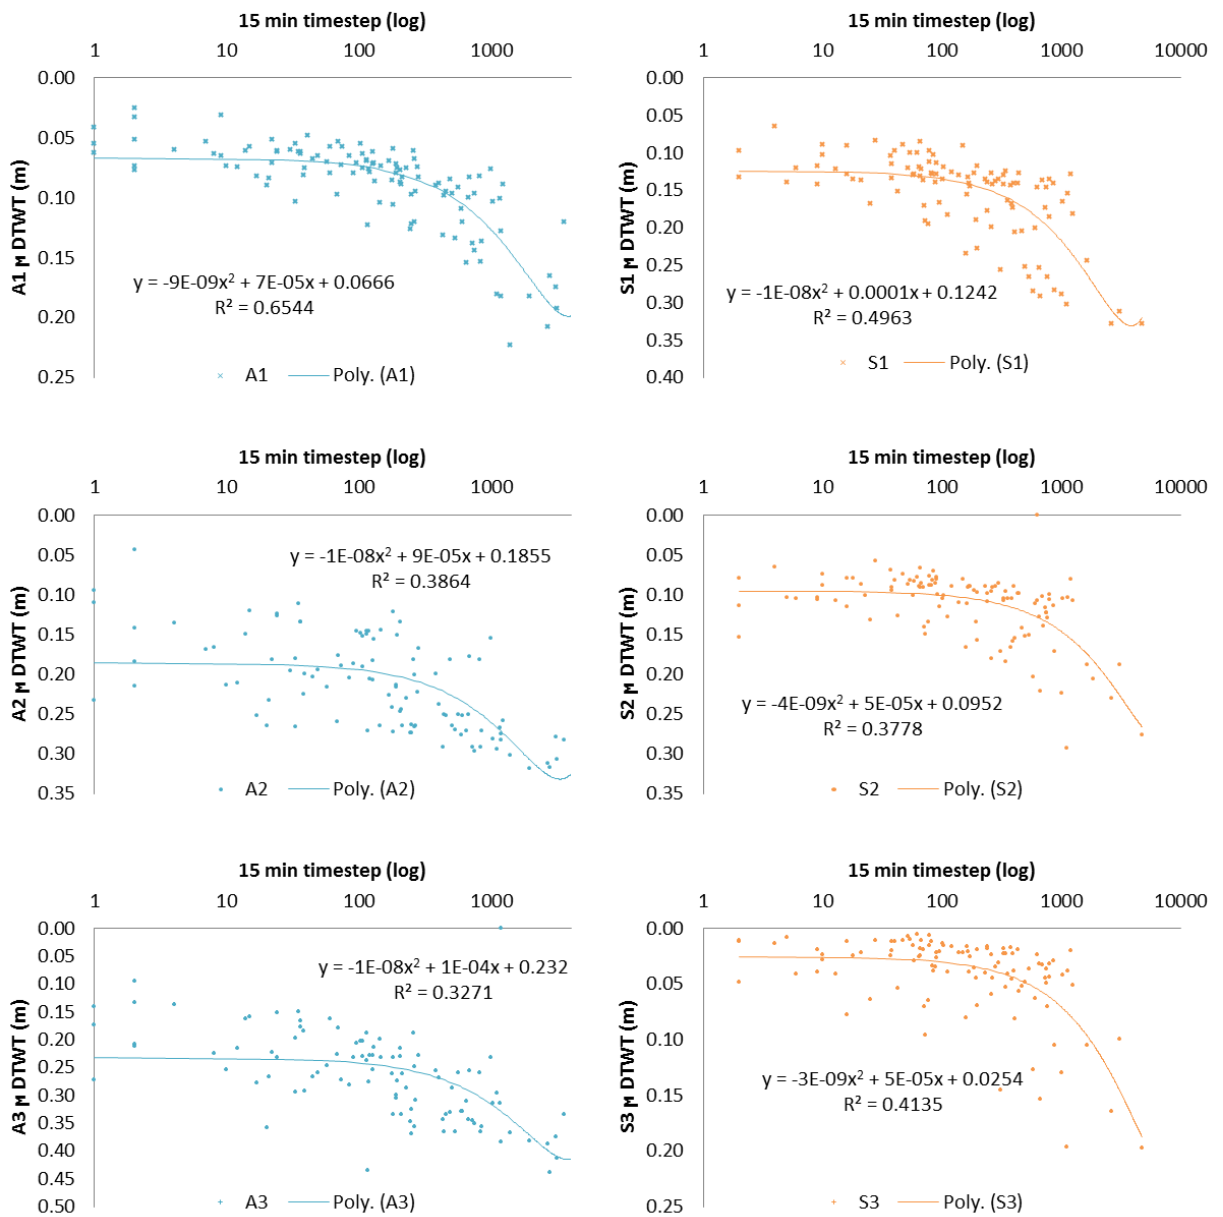 15 min timestep (log)
1 10 100 1000
0.00
0.05
0.10
0.15
0.20
0.25
A1 μ DTWT (m)
y = -9E-09x² + 7E-05x + 0.0666
R² = 0.6544
A1 Poly. (A1)
15 min timestep (log)
1 10 100 1000 10000
0.00
0.05
0.10
0.15
0.20
0.25
0.30
0.35
0.40
S1 μ DTWT (m)
y = -1E-08x² + 0.0001x + 0.1242
R² = 0.4963
S1 Poly. (S1)
15 min timestep (log)
1 10 100 1000
0.00
0.05
0.10
0.15
0.20
0.25
0.30
0.35
A2 μ DTWT (m)
y = -1E-08x² + 9E-05x + 0.1855
R² = 0.3864
A2 Poly. (A2)
15 min timestep (log)
1 10 100 1000 10000
0.00
0.05
0.10
0.15
0.20
0.25
0.30
0.35
S2 μ DTWT (m)
y = -4E-09x² + 5E-05x + 0.0952
R² = 0.3778
S2 Poly. (S2)
15 min timestep (log)
1 10 100 1000
0.00
0.05
0.10
0.15
0.20
0.25
0.30
0.35
0.40
0.45
0.50
A3 μ DTWT (m)
y = -1E-08x² + 1E-04x + 0.232
R² = 0.3271
A3 Poly. (A3)
15 min timestep (log)
1 10 100 1000 10000
0.00
0.05
0.10
0.15
0.20
0.25
S3 μ DTWT (m)
y = -3E-09x² + 5E-05x + 0.0254
R² = 0.4135
S3 Poly. (S3)